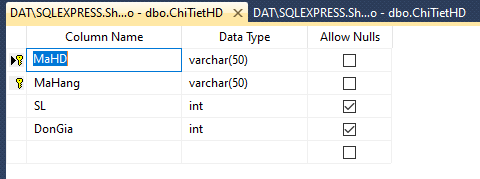 DAT\SQLEXPRESS.Sh...o - dbo.ChiTietHD DAT\SQLEXPRESS.Sh...o - dbo.ChiTietHD
Column Name Data Type Allow Nulls
MaHD varchar(50)
MaHang varchar(50)
SL int
DonGia int